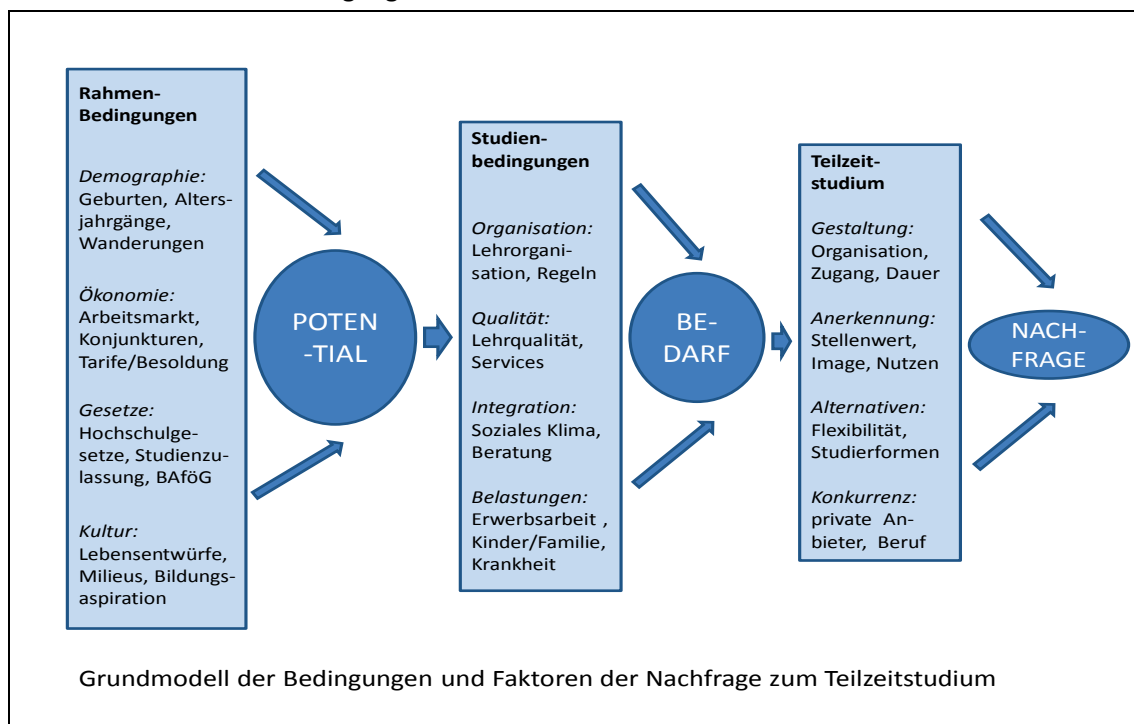 Rahmen-
Bedingungen
Demographie:
Geburten, Alters-
jahrgänge,
Wanderungen
Ökonomie:
Arbeitsmarkt,
Konjunkturen,
Tarife/Besoldung
Gesetze:
Hochschulge-
setze, Studienzu-
lassung, BAföG
Kultur:
Lebensentwürfe,
Milieus, Bildungs-
aspiration
POTEN
-TIAL
Studien-
bedingungen
Organisation:
Lehrorgani-
sation, Regeln
Qualität:
Lehrqualität,
Services
Integration:
Soziales Klima,
Beratung
Belastungen:
Erwerbsarbeit ,
Kinder/Familie,
Krankheit
BE-
DARF
Teilzeit-
studium
Gestaltung:
Organisation,
Zugang, Dauer
Anerkennung:
Stellenwert,
Image, Nutzen
Alternativen:
Flexibilität,
Studierformen
Konkurrenz:
private An-
bieter, Beruf
NACH-
FRAGE
Grundmodell der Bedingungen und Faktoren der Nachfrage zum Teilzeitstudium